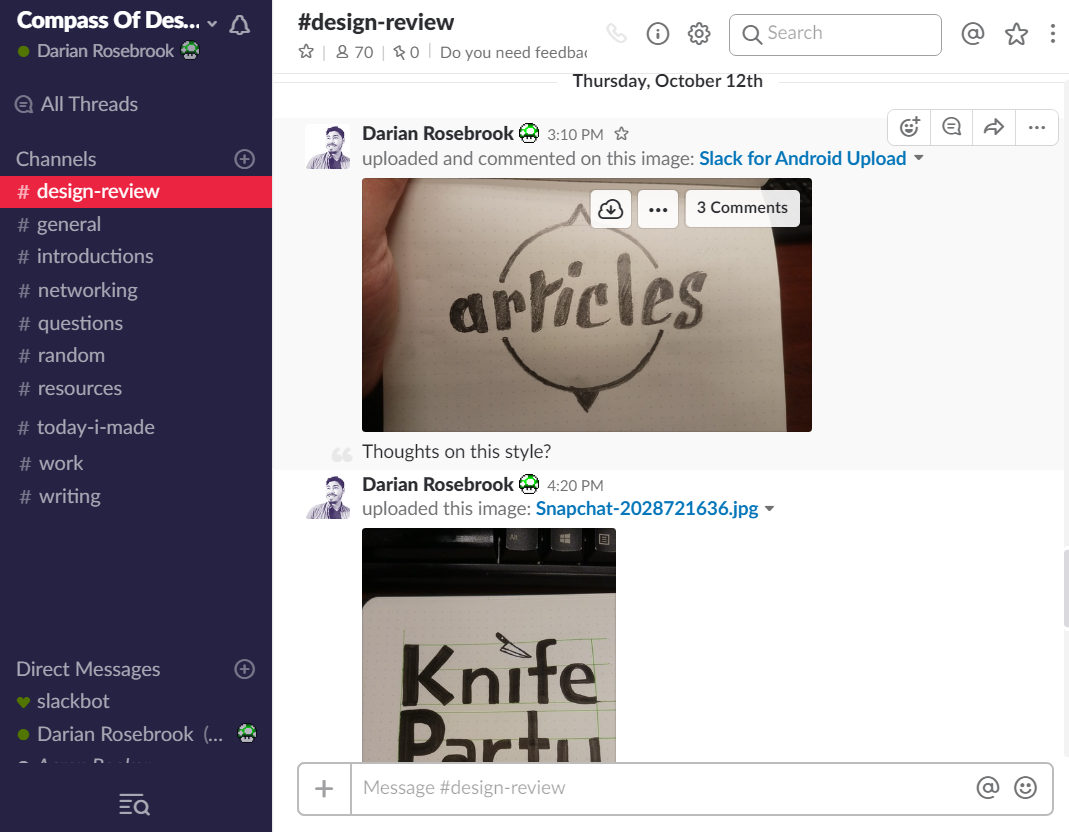 Compass Of Des...
Darian Rosebrook
All Threads
Channels
# design-review
# general
# introductions
# networking
# questions
# random
# resources
# today-i-made
# work
# writing
Direct Messages
slackbot
Darian Rosebrook (...
#design-review
70
0
Do you need feedbac
Search
@
Thursday, October 12th
Darian Rosebrook 3:10 PM
uploaded and commented on this image: Slack for Android Upload
3 Comments
articles
Thoughts on this style?
Darian Rosebrook 4:20 PM
uploaded this image: Snapchat-2028721636.jpg
Alt
Knife
Party
+ Message #design-review @